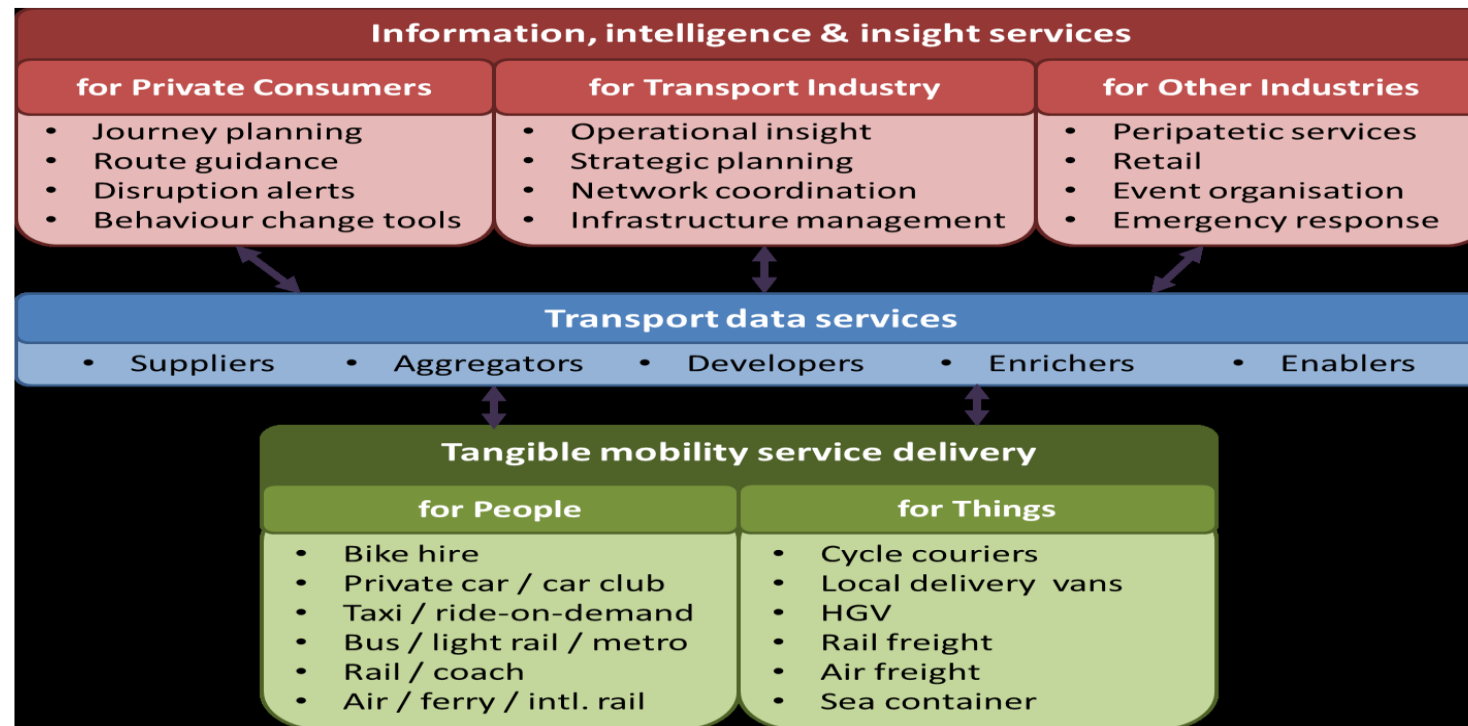 Information, intelligence & insight services
for Private Consumers
• Journey planning
• Route guidance
• Disruption alerts
• Behaviour change tools
for Transport Industry
• Operational insight
• Strategic planning
• Network coordination
• Infrastructure management
for Other Industries
• Peripatetic services
• Retail
• Event organisation
• Emergency response
Transport data services
• Suppliers • Aggregators • Developers • Enrichers • Enablers
Tangible mobility service delivery
for People
• Bike hire
• Private car / car club
• Taxi / ride-on-demand
• Bus / light rail / metro
• Rail / coach
• Air / ferry / intl. rail
for Things
• Cycle couriers
• Local delivery vans
• HGV
• Rail freight
• Air freight
• Sea container